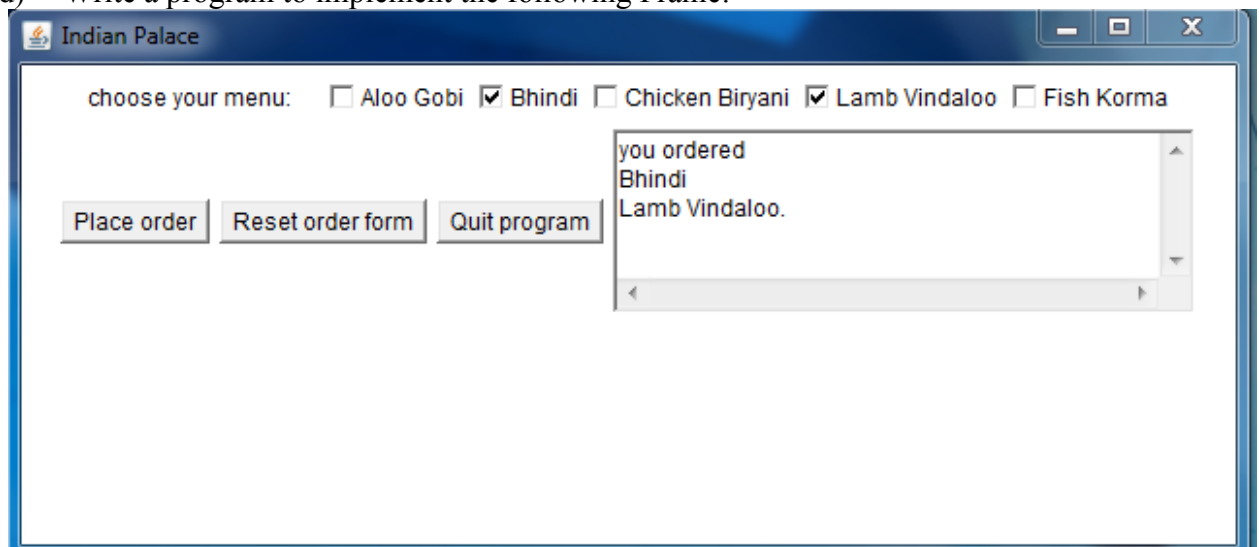 d) Write a program to implement the following Frame:
Indian Palace
choose your menu: Aloo Gobi Bhindi Chicken Biryani Lamb Vindaloo Fish Korma
you ordered
Bhindi
Lamb Vindaloo.
Place order Reset order form Quit program